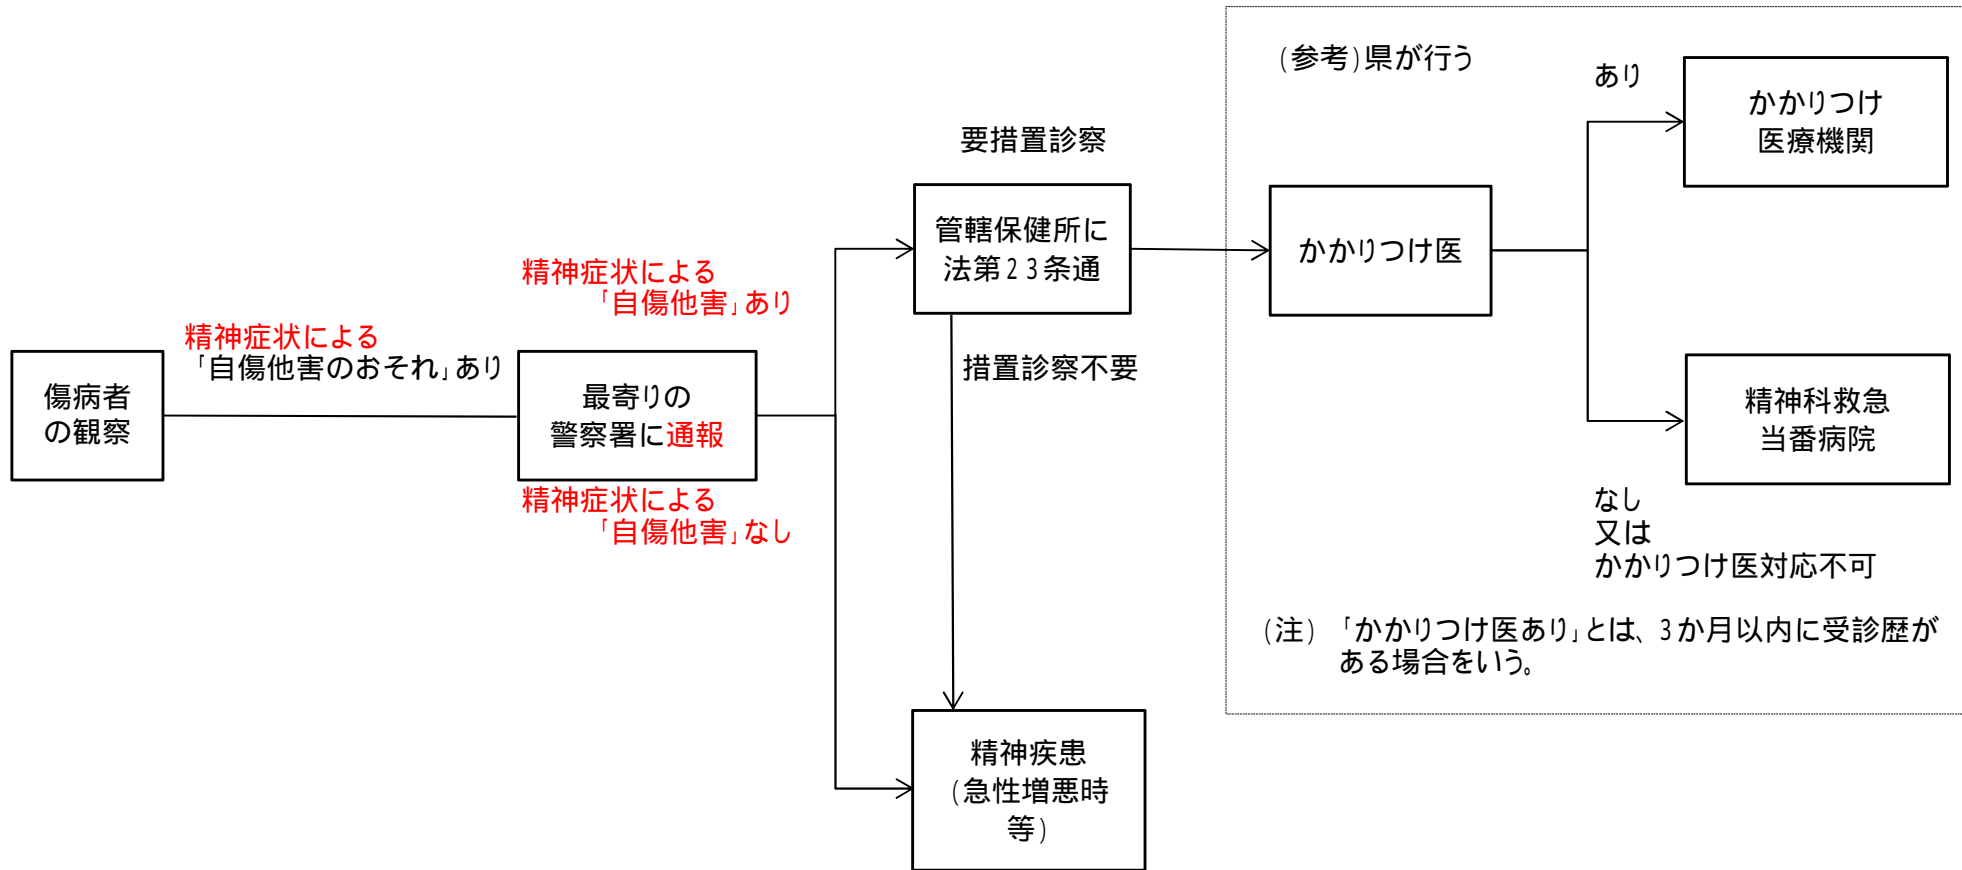 傷病者
の観察
精神症状による
「自傷他害のおそれ」あり
最寄りの
警察署に通報
精神症状による
「自傷他害」あり
精神症状による
「自傷他害」なし
要措置診察
管轄保健所に
法第23条通
措置診察不要
精神疾患
(急性増悪時
等)
(参考)県が行う
かかりつけ医
あり
かかりつけ
医療機関
精神科救急
当番病院
なし
又は
かかりつけ医対応不可
(注) 「かかりつけ医あり」とは、3か月以内に受診歴が
ある場合をいう。